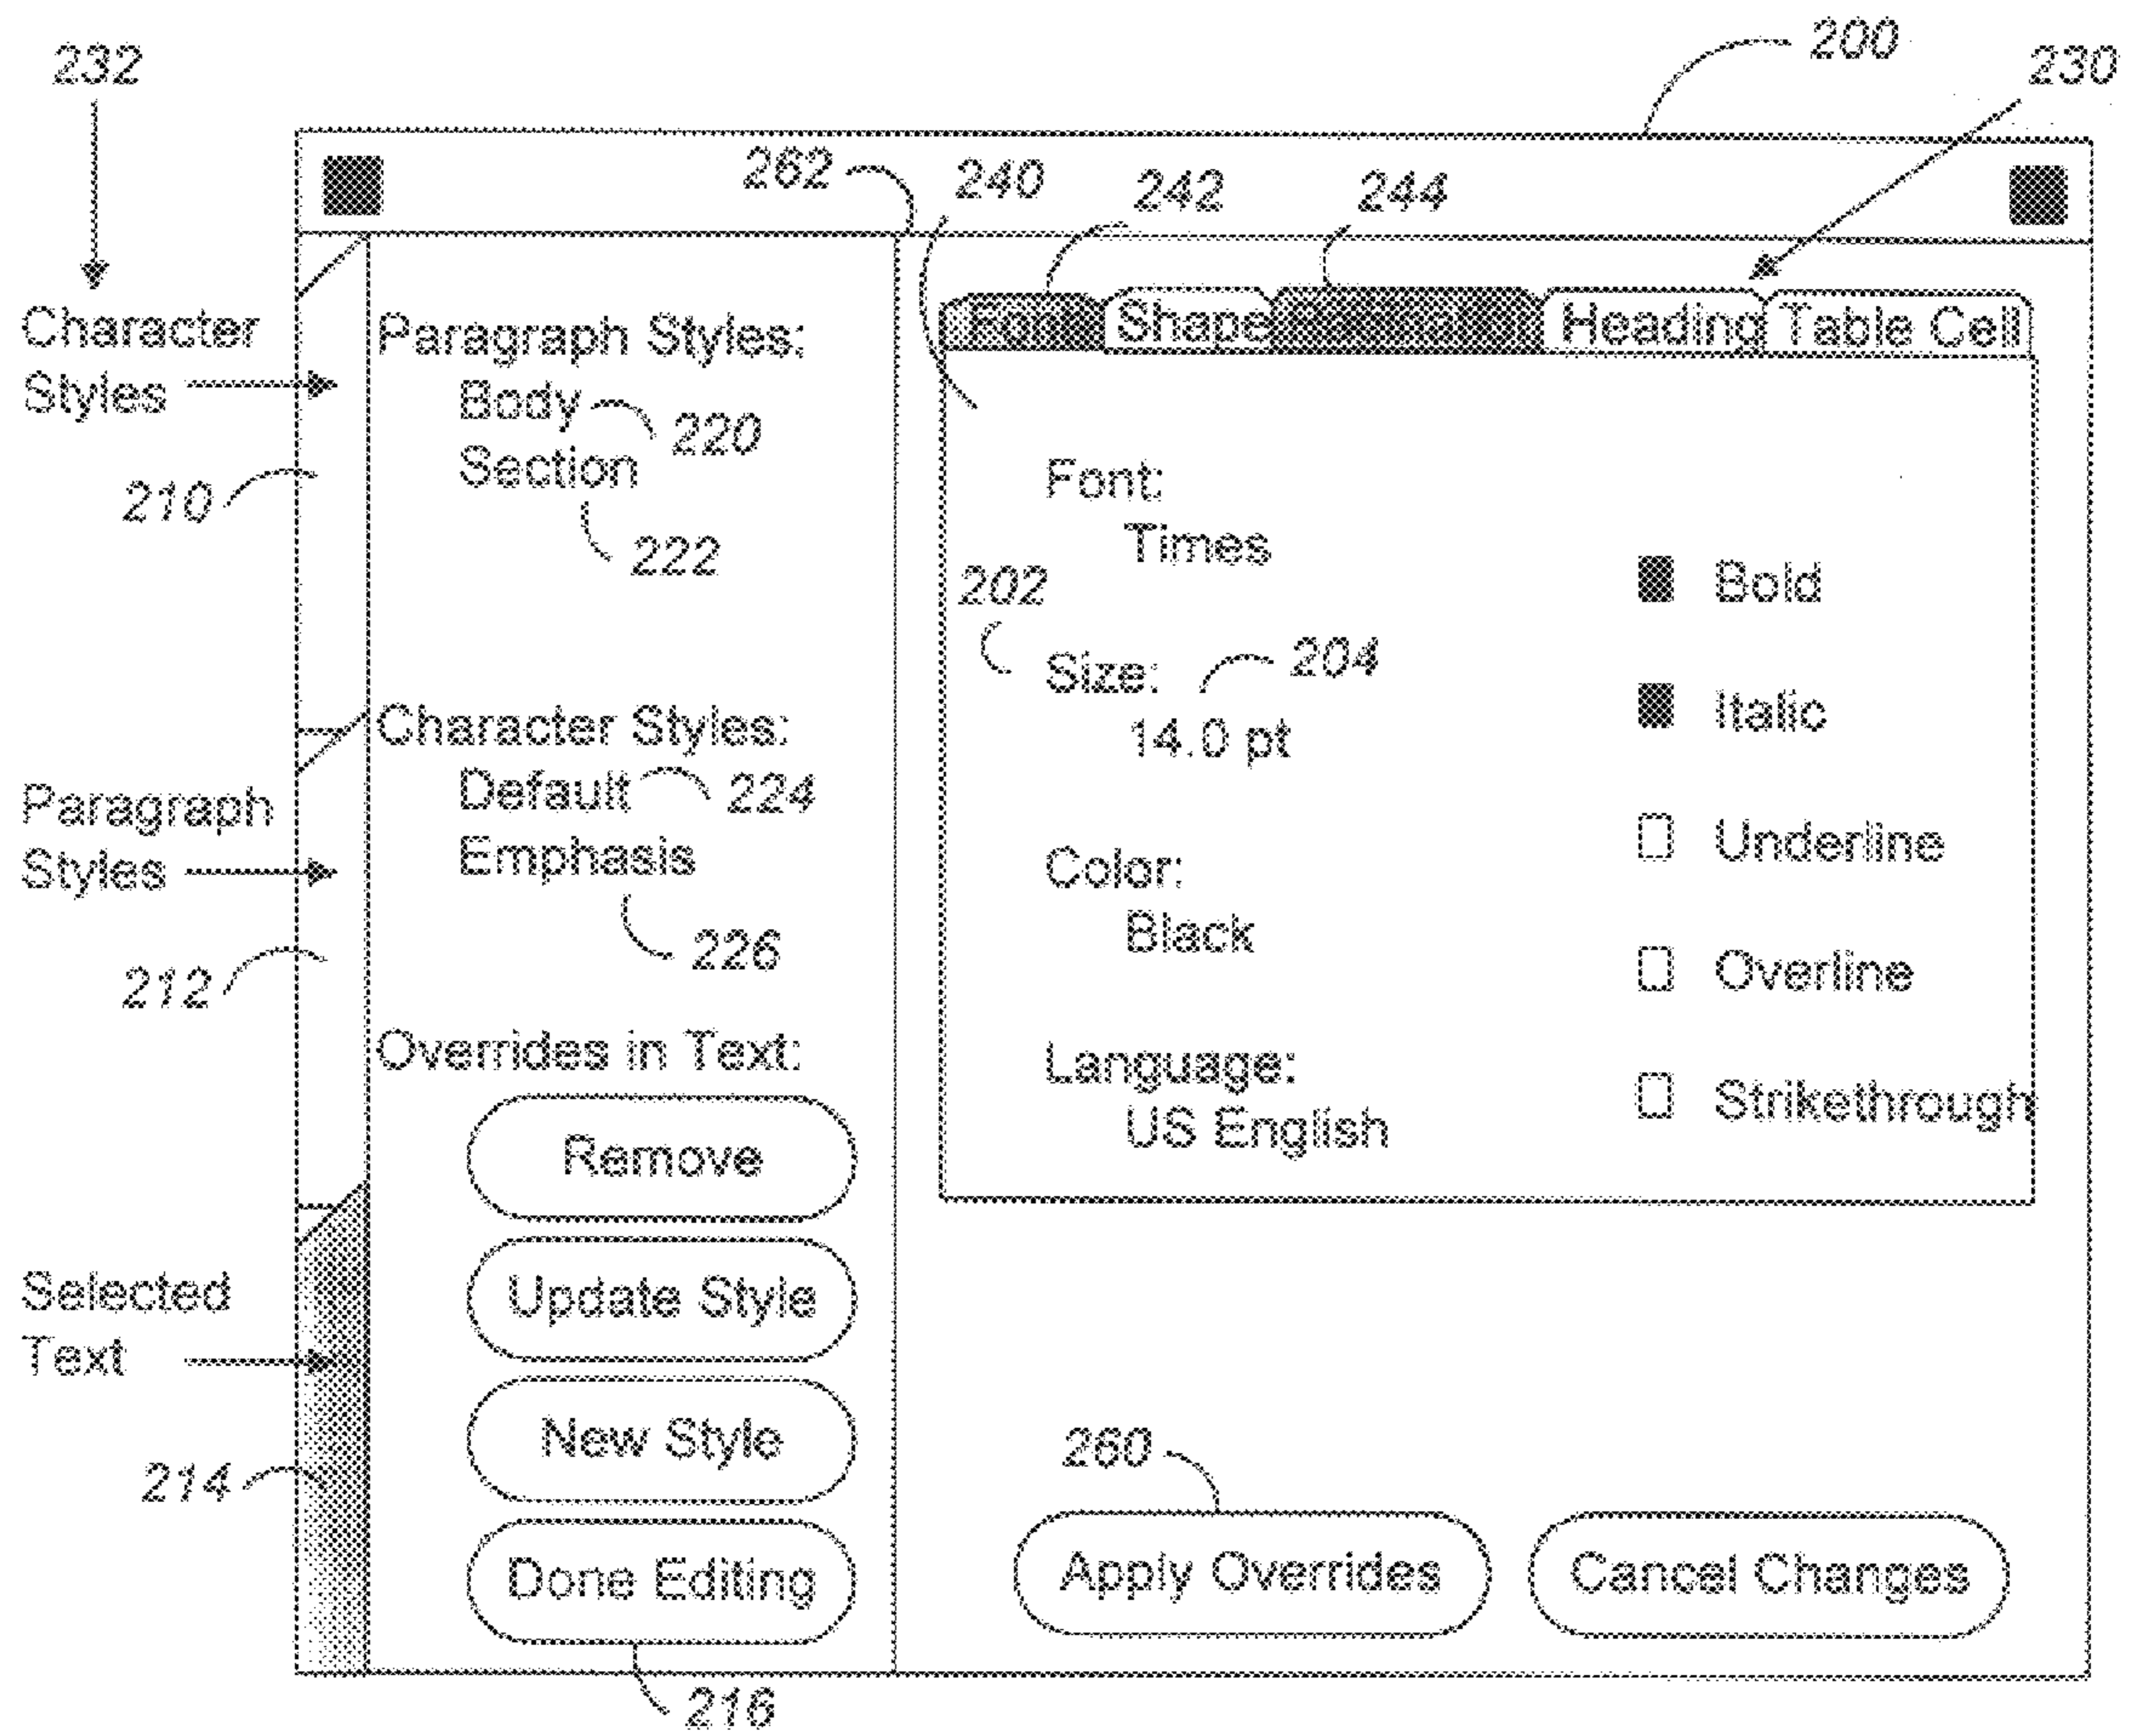 200
232
230
262
240
242
244
Character
Styles
210
Paragraph
Styles
212
Selected
Text
214
Paragraph Styles:
Body
220
Section
222
Character Styles:
Default
224
Emphasis
226
Overrides in Text:
Remove
Update Style
New Style
Done Editing
216
Font Shape Heading Table Cell
Font:
Times
202
Size:
204
14.0 pt
Color:
Black
Language:
US English
Bold
Italic
Underline
Overline
Strikethrough
260
Apply Overrides
Cancel Changes